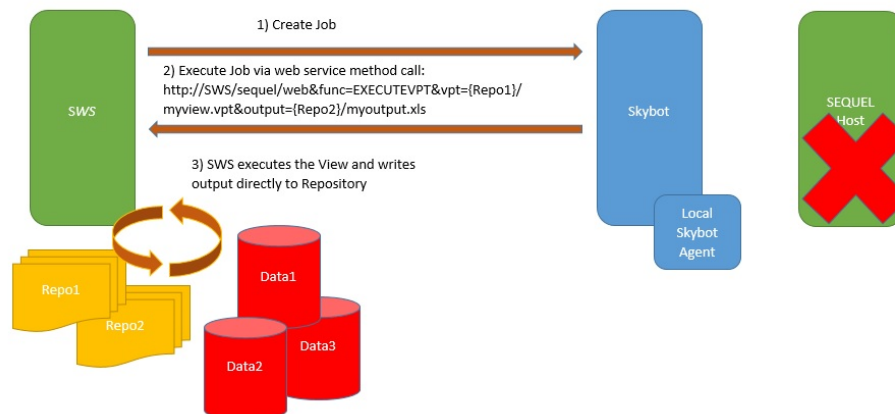 1) Create Job
SWS
2) Execute Job via web service method call:
http://SWS/sequel/web&func=EXECUTEVPT&vpt={Repo1}/
myview.vpt&output={Repo2}/myoutput.xls
Skybot
SEQUEL
Host
3) SWS executes the View and writes
output directly to Repository
Local
Skybot
Agent
Repo1
Repo2
Data1
Data2
Data3